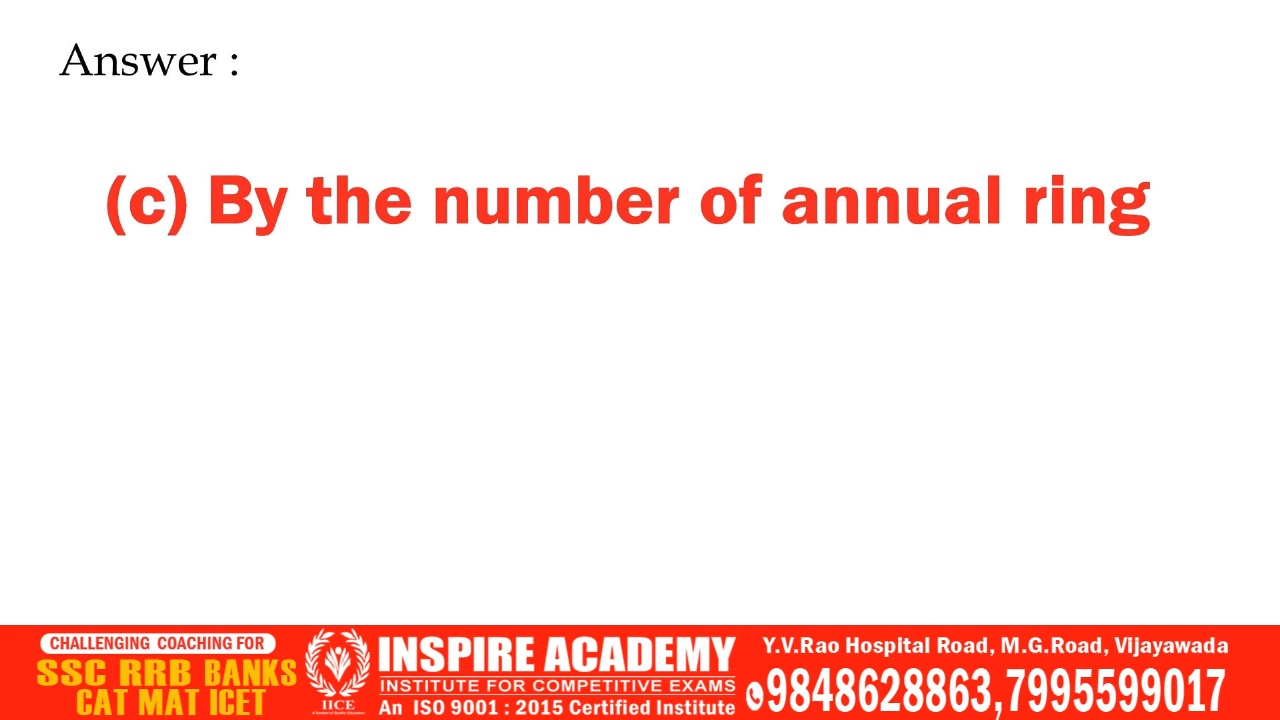 Answer :
(c) By the number of annual ring
CHALLENGING COACHING FOR
SSC RRB BANKS
CAT MAT ICET
IICE
INSPIRE ACADEMY
INSTITUTE FOR COMPETITIVE EXAMS
An ISO 9001 : 2015 Certified Institute
Y.V.Rao Hospital Road, M.G.Road, Vijayawada
9848628863,7995599017